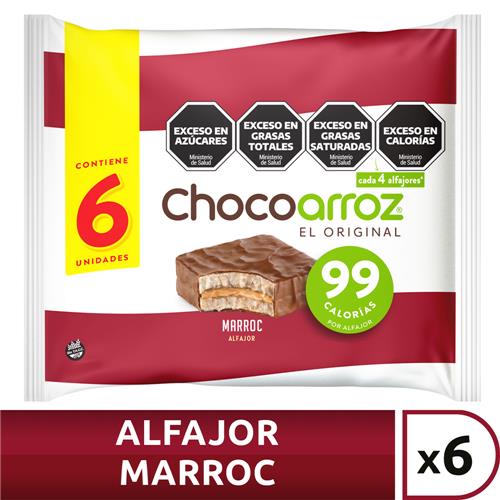 CONTIENE
6
UNIDADES
EXCESO EN
AZÚCARES
Ministerio
de Salud
EXCESO EN
GRASAS
TOTALES
Ministerio
de Salud
EXCESO EN
GRASAS
SATURADAS
Ministerio
de Salud
EXCESO EN
CALORÍAS
Ministerio
de Salud
cada 4 alfajores*
Chocoarroz®
EL ORIGINAL
99
CALORÍAS
POR ALFAJOR
MARROC
ALFAJOR
ALFAJOR
MARROC
x6